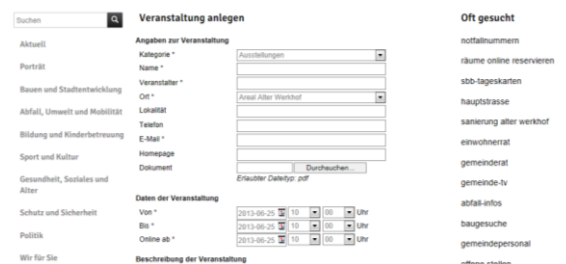 Suchen
Aktuell
Porträt
Bauen und Stadtentwicklung
Abfall, Umwelt und Mobilität
Bildung und Kinderbetreuung
Sport und Kultur
Gesundheit, Soziales und
Alter
Schutz und Sicherheit
Politik
Wir für Sie
Veranstaltung anlegen
Angaben zur Veranstaltung
Kategorie * Ausstellungen
Name *
Veranstalter *
Ort * Areal Alter Werkhof
Lokalität
Telefon
E-Mail *
Homepage
Dokument Durchsuchen...
Erlaubter Dateityp: pdf
Daten der Veranstaltung
Von * 2013-06-25 10 00 Uhr
Bis * 2013-06-25 10 00 Uhr
Online ab * 2013-06-25 10 00 Uhr
Beschreibung der Veranstaltung
Oft gesucht
notfallnummern
räume online reservieren
sbb-tageskarten
hauptstrasse
sanierung alter werkhof
einwohnerrat
gemeinderat
gemeinde-tv
abfall-infos
baugesuche
gemeindepersonal
offene stellen